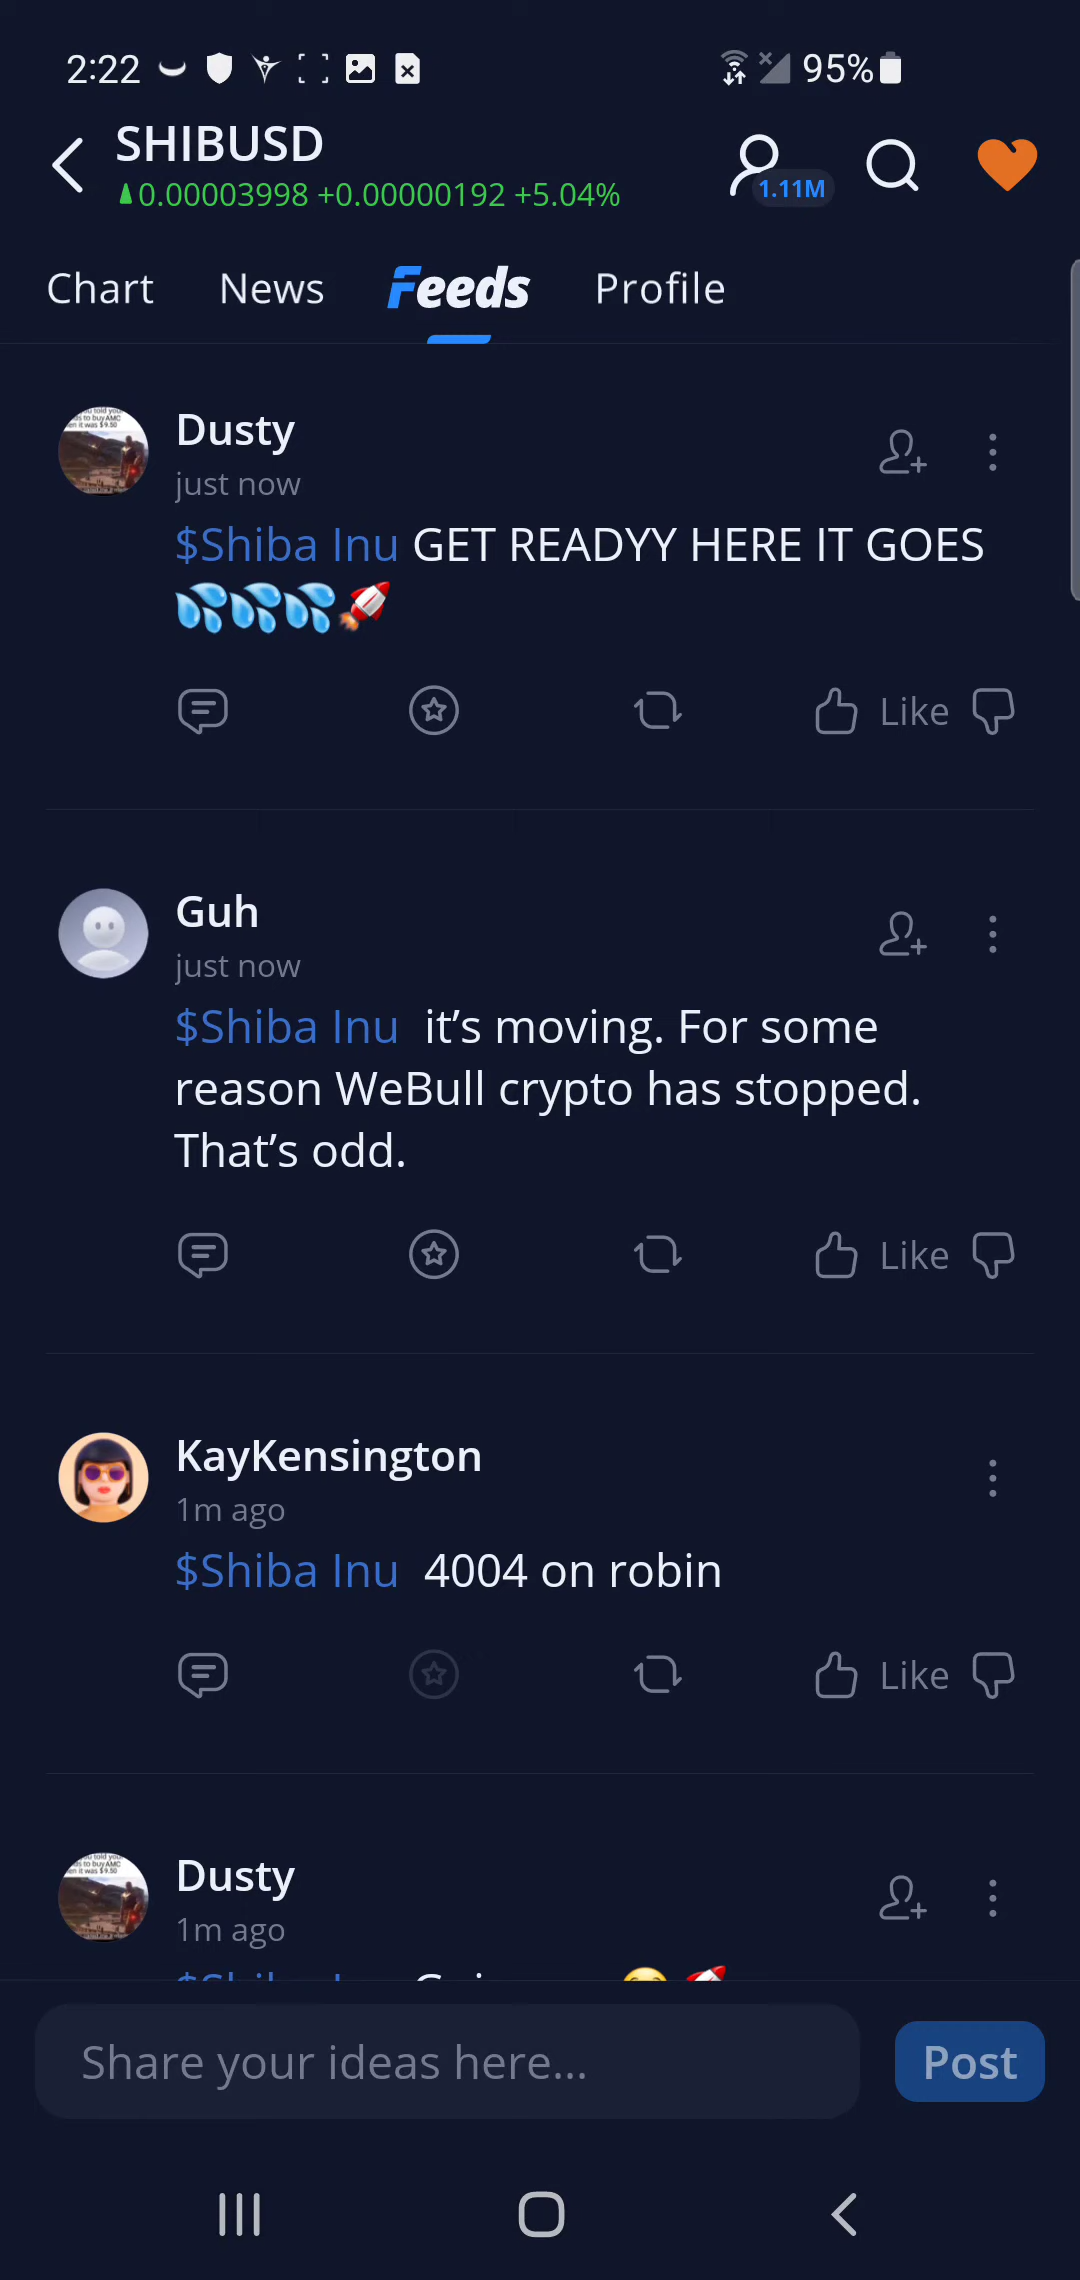 2:22 95%
SHIBUSD
0.00003998 +0.00000192 +5.04%
1.11M
Chart News Feeds Profile
Dusty
just now
$Shiba Inu GET READYY HERE IT GOES
💦💦💦🚀
Like
Guh
just now
$Shiba Inu it’s moving. For some
reason WeBull crypto has stopped.
That’s odd.
Like
KayKensington
1m ago
$Shiba Inu 4004 on robin
Like
Dusty
1m ago
$Shiba Inu
Share your ideas here...
Post